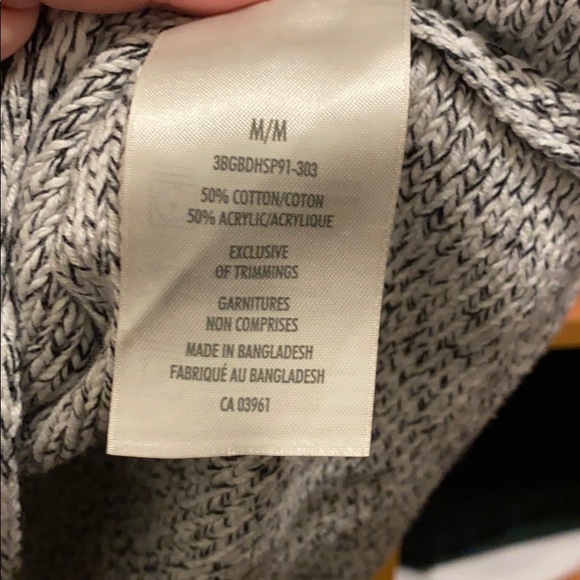 M/M
3BGBDHSP91-303
50% COTTON/COTON
50% ACRYLIC/ACRYLIQUE
EXCLUSIVE
OF TRIMMINGS
GARNITURES
NON COMPRISES
MADE IN BANGLADESH
FABRIQUÉ AU BANGLADESH
CA 03961